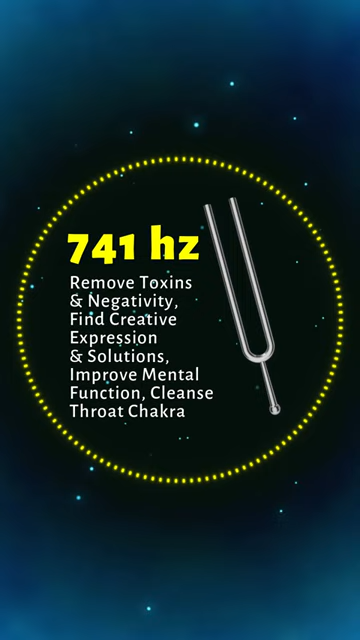 741 hz
Remove Toxins
& Negativity,
Find Creative
Expression
& Solutions,
Improve Mental
Function, Cleanse
Throat Chakra